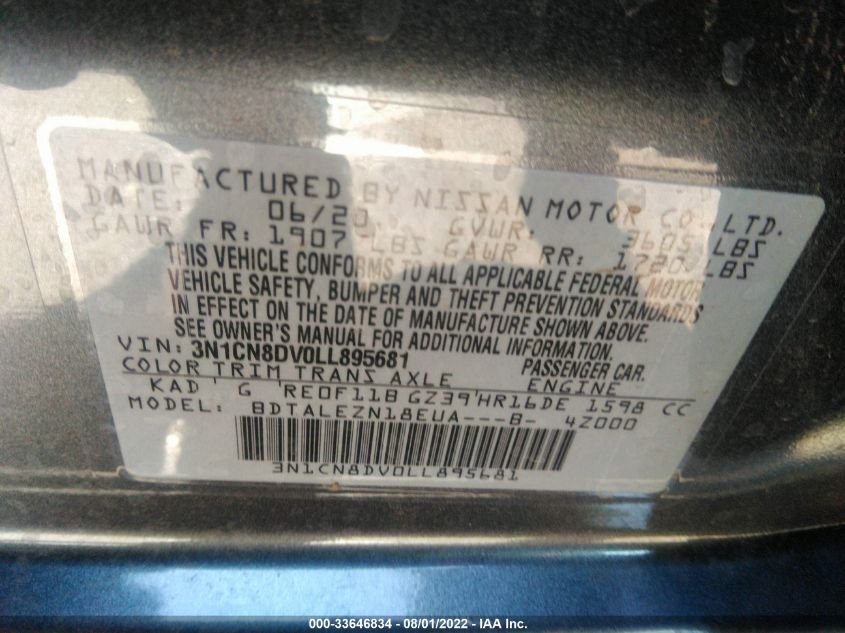 MANUFACTURED BY NISSAN MOTOR CO., LTD.
DATE: 06/20 GVWR: 3605 LBS
GAWR FR: 1907 LBS GAWR RR: 1720 LBS
THIS VEHICLE CONFORMS TO ALL APPLICABLE FEDERAL MOTOR
VEHICLE SAFETY, BUMPER AND THEFT PREVENTION STANDARDS
IN EFFECT ON THE DATE OF MANUFACTURE SHOWN ABOVE.
SEE OWNER'S MANUAL FOR ADDITIONAL INFORMATION.
VIN: 3N1CN8DV0LL895681 PASSENGER CAR.
COLOR TRIM TRANS AXLE ENGINE
KAD ' G 'RE0F11B GZ39'HR16DE 1598 CC
MODEL: BDTALEZN18EUA---B- 4Z000
3N1CN8DV0LL895681
000-33646834 - 08/01/2022 - IAA Inc.